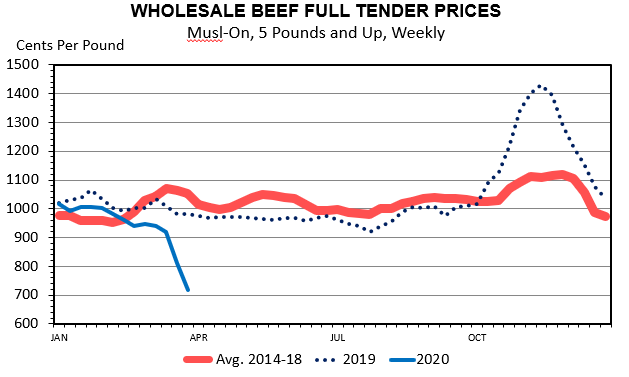 WHOLESALE BEEF FULL TENDER PRICES
Musl-On, 5 Pounds and Up, Weekly
Cents Per Pound
1500
1400
1300
1200
1100
1000
900
800
700
600
JAN APR JUL OCT
Avg. 2014-18 2019 2020